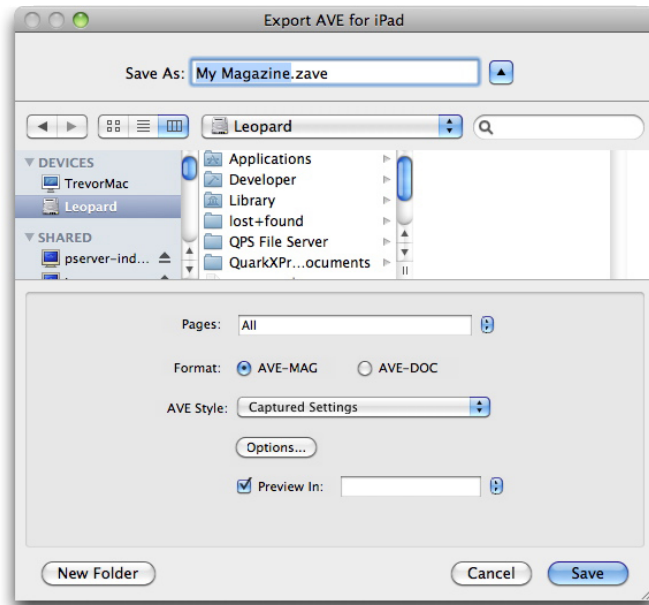 Export AVE for iPad
Save As: My Magazine.zave
Leopard
DEVICES
TrevorMac
Leopard
SHARED
pserver-ind...
Applications
Developer
Library
lost+found
QPS File Server
QuarkXPr...ocuments
Pages: All
Format: AVE-MAG AVE-DOC
AVE Style: Captured Settings
Options...
Preview In:
New Folder Cancel Save